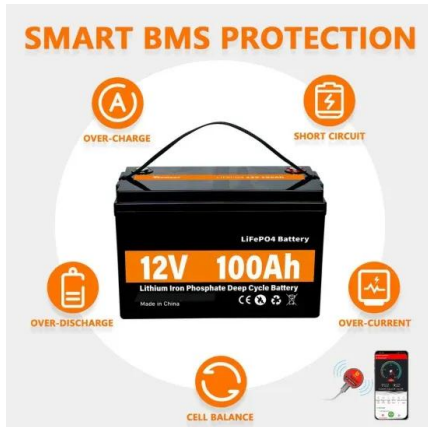 SMART BMS PROTECTION
OVER-CHARGE
SHORT CIRCUIT
LiFePO4 Battery
12V 100Ah
Lithium Iron Phosphate Deep Cycle Battery
Made in China
OVER-DISCHARGE
OVER-CURRENT
CELL BALANCE